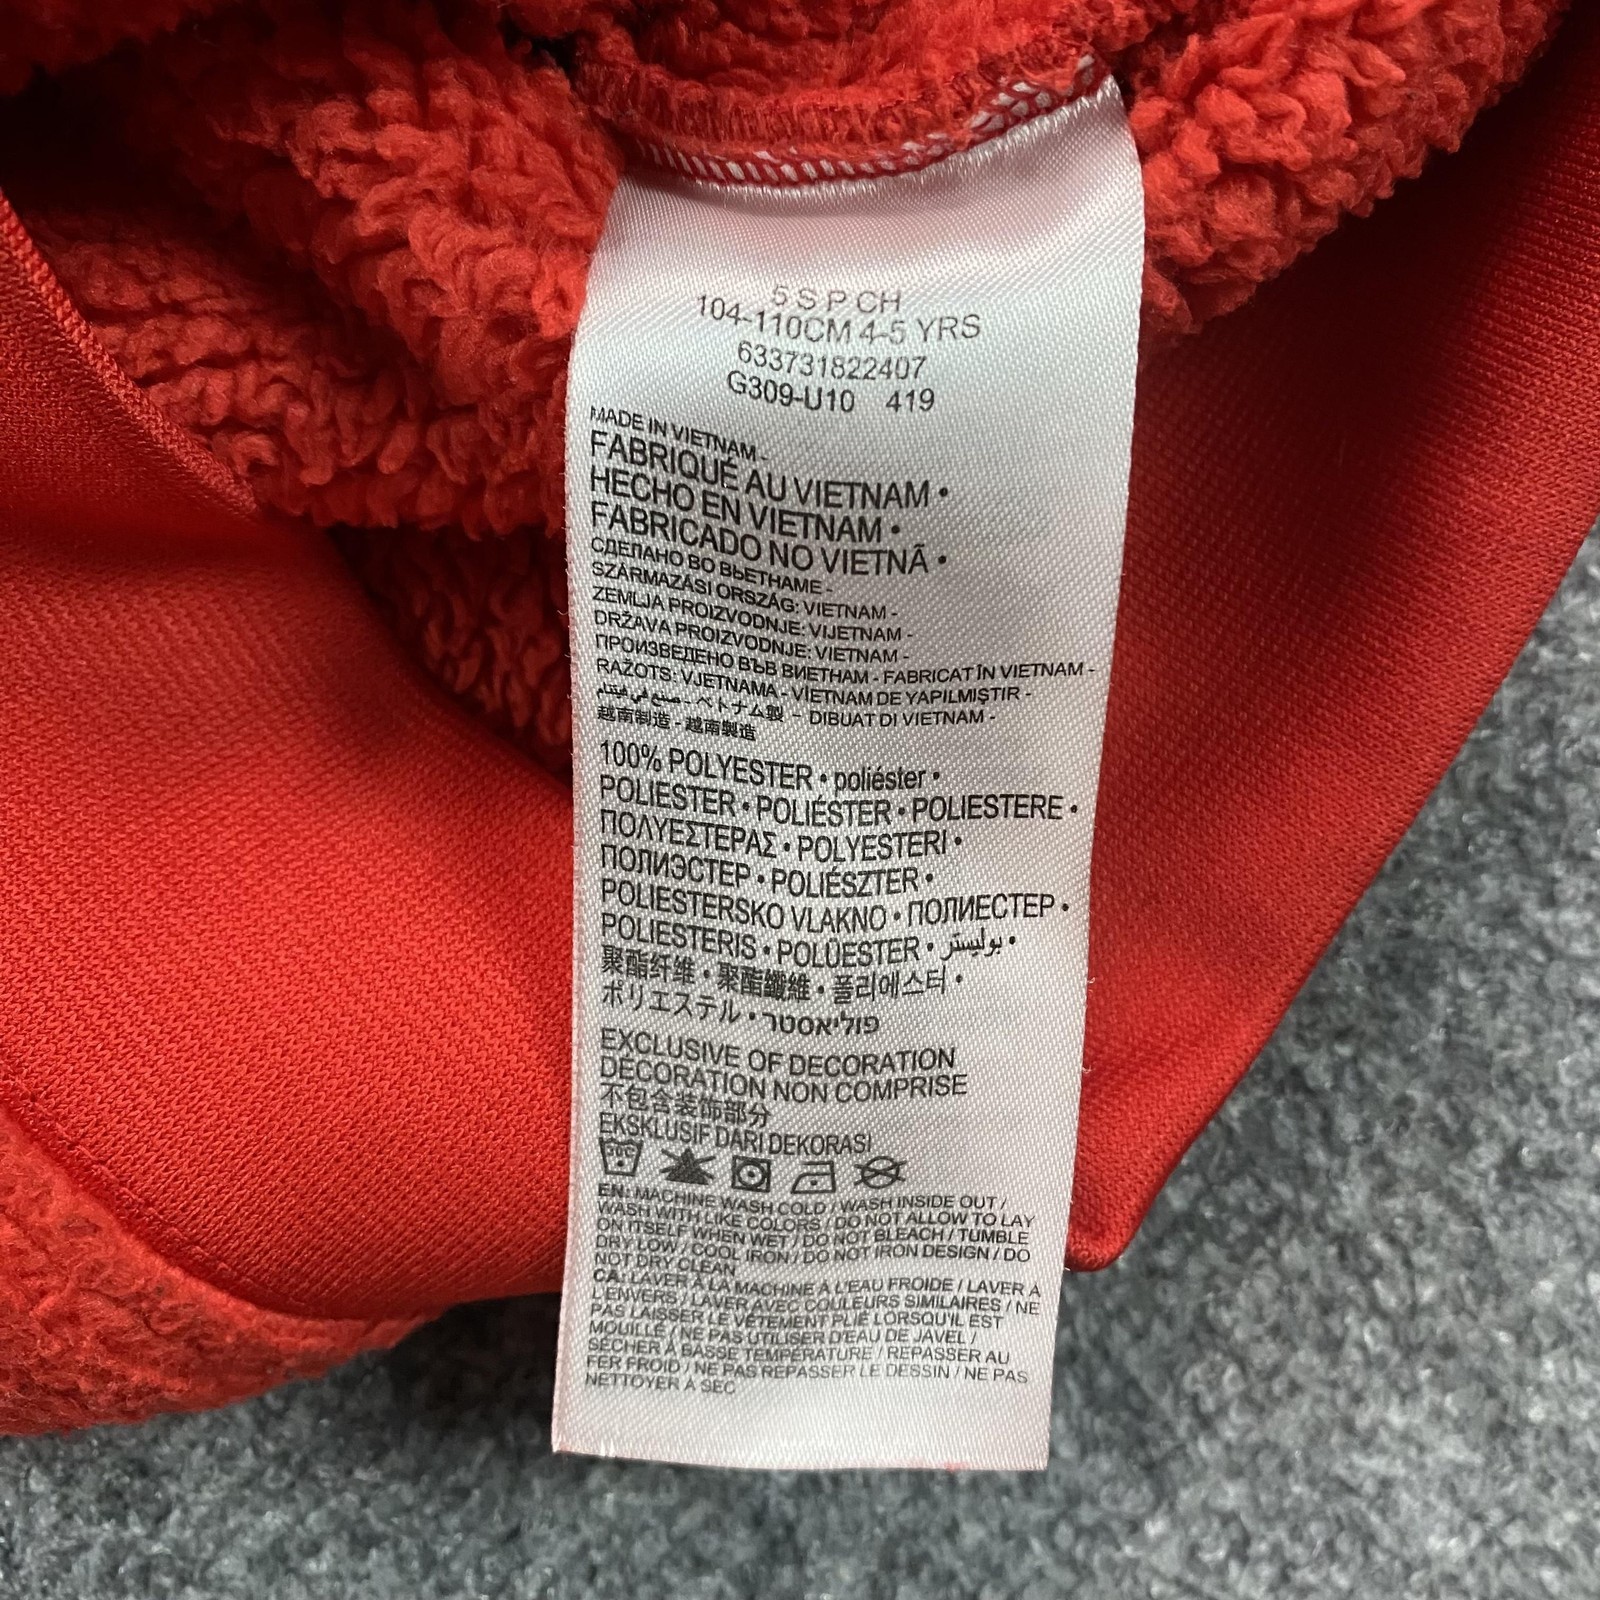 5 S P CH
104-110CM 4-5 YRS
633731822407
G309-U10 419
MADE IN VIETNAM -
FABRIQUÉ AU VIETNAM •
HECHO EN VIETNAM •
FABRICADO NO VIETNÃ •
СДЕЛАНО ВО ВЬЕТНАМЕ -
SZÁRMAZÁSI ORSZÁG: VIETNAM -
ZEMLJA PROIZVODNJE: VIJETNAM -
DRŽAVA PROIZVODNJE: VIETNAM -
ПРОИЗВЕДЕНО ВЪВ ВИЕТНАМ - FABRICAT ÎN VIETNAM -
RAŽOTS: VJETNAMA - VİETNAM DE YAPILMIŞTIR -
صنع في فيتنام - ベトナム製 - DIBUAT DI VIETNAM -
越南制造 - 越南製造
100% POLYESTER • poliéster •
POLIESTER • POLIÉSTER • POLIESTERE •
ΠΟΛΥΕΣΤΕΡΑΣ • POLYESTERI •
ПОЛИЭСТЕР • POLIÉSZTER •
POLIESTERSKO VLAKNO • ПОЛИЕСТЕР •
POLIESTERIS • POLÜESTER • بوليستر •
聚酯纤维 • 聚酯纖維 • 폴리에스터 •
ポリエステル • פוליאסטר
EXCLUSIVE OF DECORATION
DÉCORATION NON COMPRISE
不包含装饰部分
EKSKLUSIF DARI DEKORASI
30C
EN: MACHINE WASH COLD / WASH INSIDE OUT /
WASH WITH LIKE COLORS / DO NOT ALLOW TO LAY
ON ITSELF WHEN WET / DO NOT BLEACH / TUMBLE
DRY LOW / COOL IRON / DO NOT IRON DESIGN / DO
NOT DRY CLEAN
CA: LAVER À LA MACHINE À L'EAU FROIDE / LAVER À
L'ENVERS / LAVER AVEC COULEURS SIMILAIRES / NE
PAS LAISSER LE VÊTEMENT PLIÉ LORSQU'IL EST
MOUILLÉ / NE PAS UTILISER D'EAU DE JAVEL /
SÉCHER À BASSE TEMPÉRATURE / REPASSER AU
FER FROID / NE PAS REPASSER LE DESSIN / NE PAS
NETTOYER À SEC